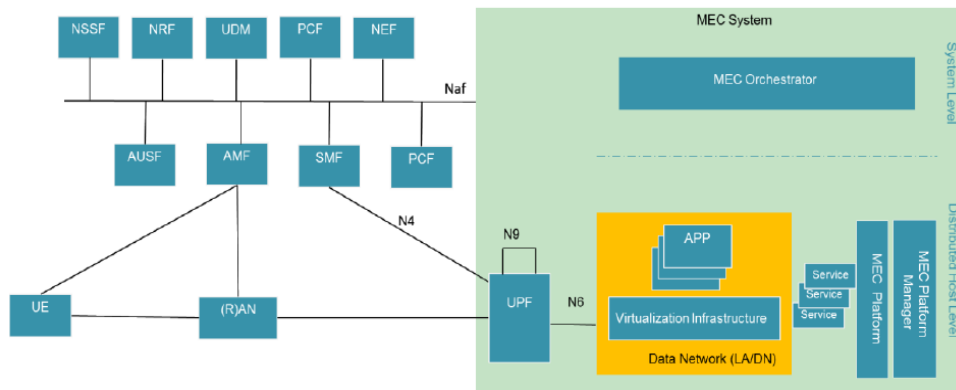 MEC System
NSSF
NRF
UDM
PCF
NEF
MEC Orchestrator
System Level
Naf
AUSF
AMF
SMF
PCF
N4
N9
APP
UE
(R)AN
UPF
N6
Virtualization Infrastructure
Data Network (LA/DN)
Service
Service
Service
MEC Platform
MEC Platform
Manager
Distributed Host Level